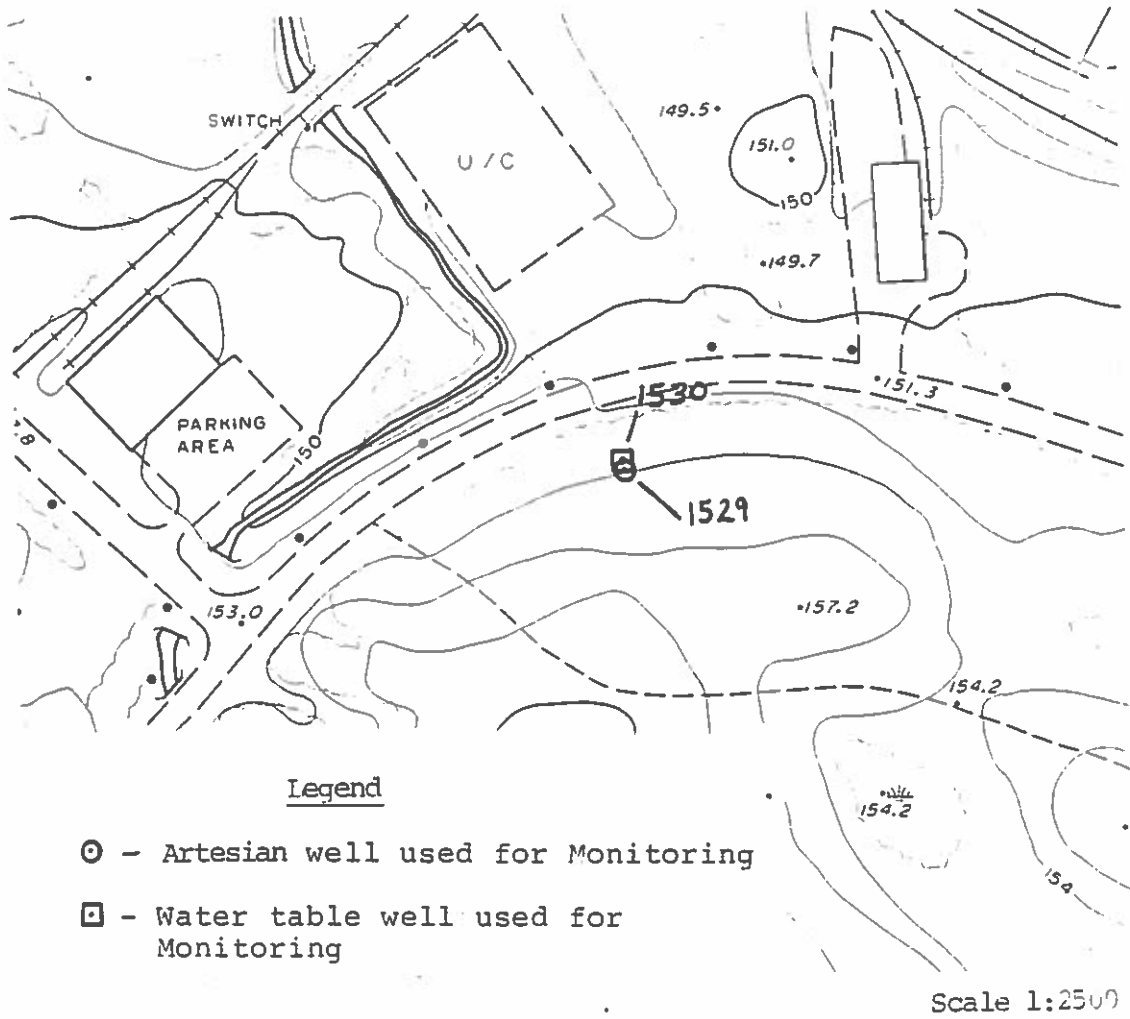 SWITCH
U/C
149.5
151.0
150
149.7
1530
151.3
PARKING
AREA
150
1529
153.0
157.2
154.2
154.2
154
Legend
- Artesian well used for Monitoring
- Water table well used for
Monitoring
Scale 1:2500